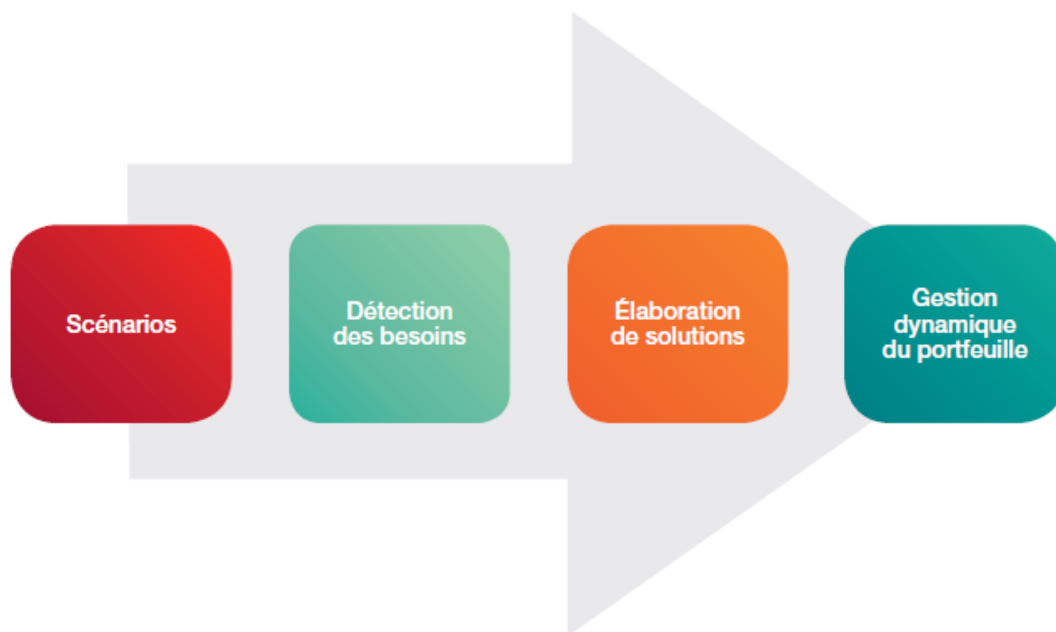 Scénarios
Détection
des besoins
Élaboration
de solutions
Gestion
dynamique
du portfeuille